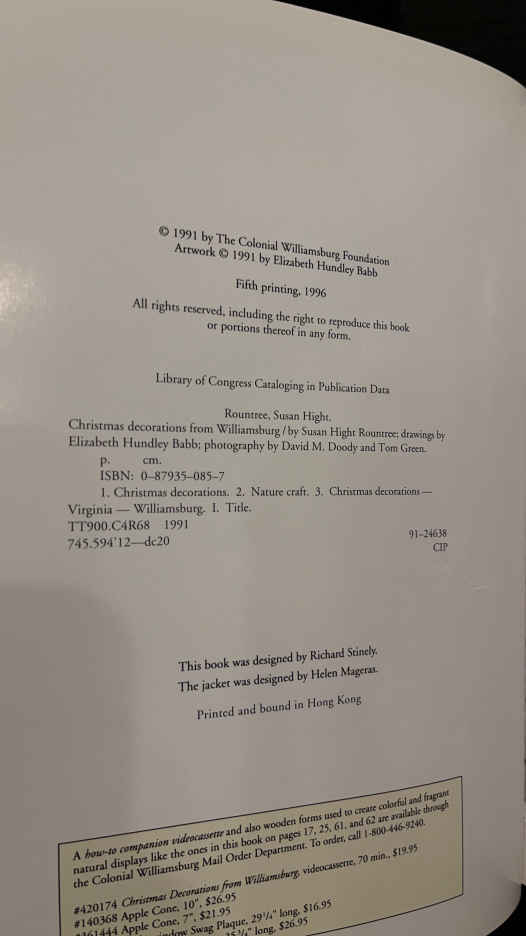 © 1991 by The Colonial Williamsburg Foundation
Artwork © 1991 by Elizabeth Hundley Babb
Fifth printing, 1996
All rights reserved, including the right to reproduce this book
or portions thereof in any form.
Library of Congress Cataloging in Publication Data
Rountree, Susan Hight.
Christmas decorations from Williamsburg / by Susan Hight Rountree; drawings by
Elizabeth Hundley Babb; photography by David M. Doody and Tom Green.
p. cm.
ISBN: 0–87935–085–7
1. Christmas decorations. 2. Nature craft. 3. Christmas decorations—
Virginia — Williamsburg. I. Title.
TT900.C4R68 1991
745.594'12—dc20
91–24638
CIP
This book was designed by Richard Stinely.
The jacket was designed by Helen Mageras.
Printed and bound in Hong Kong
A how-to companion videocassette and also wooden forms used to create colorful and fragrant
natural displays like the ones in this book on pages 17, 25, 61, and 62 are available through
the Colonial Williamsburg Mail Order Department. To order, call 1-800-446-9240.
#420174 Christmas Decorations from Williamsburg, videocassette, 70 min., $19.95
#140368 Apple Cone, 10", $26.95
61444 Apple Cone, 7", $21.95
Swag Plaque, 29¼" long, $16.95
long, $26.95